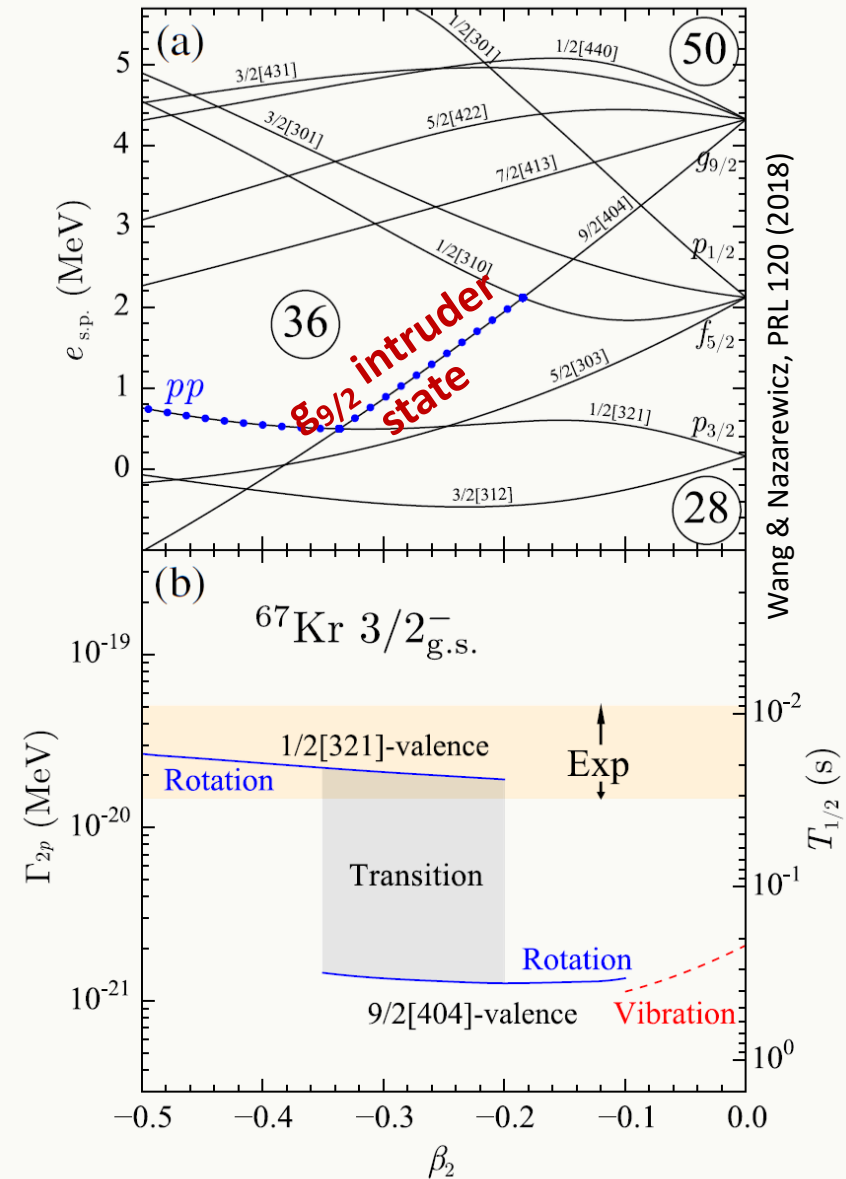 (a)
50
1/2[301]
1/2[440]
3/2[431]
3/2[301]
5/2[422]
7/2[413]
g9/2
9/2[404]
p1/2
1/2[310]
36
g9/2 intruder
state
f5/2
5/2[303]
pp
1/2[321]
p3/2
3/2[312]
28
5
4
3
2
1
0
e s.p. (MeV)
Wang & Nazarewicz, PRL 120 (2018)
(b)
67Kr 3/2−g.s.
10-19
10-20
10-21
Γ2p (MeV)
10-2
10-1
100
T1/2 (s)
1/2[321]-valence
Exp
Rotation
Transition
Rotation
9/2[404]-valence
Vibration
−0.5 −0.4 −0.3 −0.2 −0.1 0.0
β2